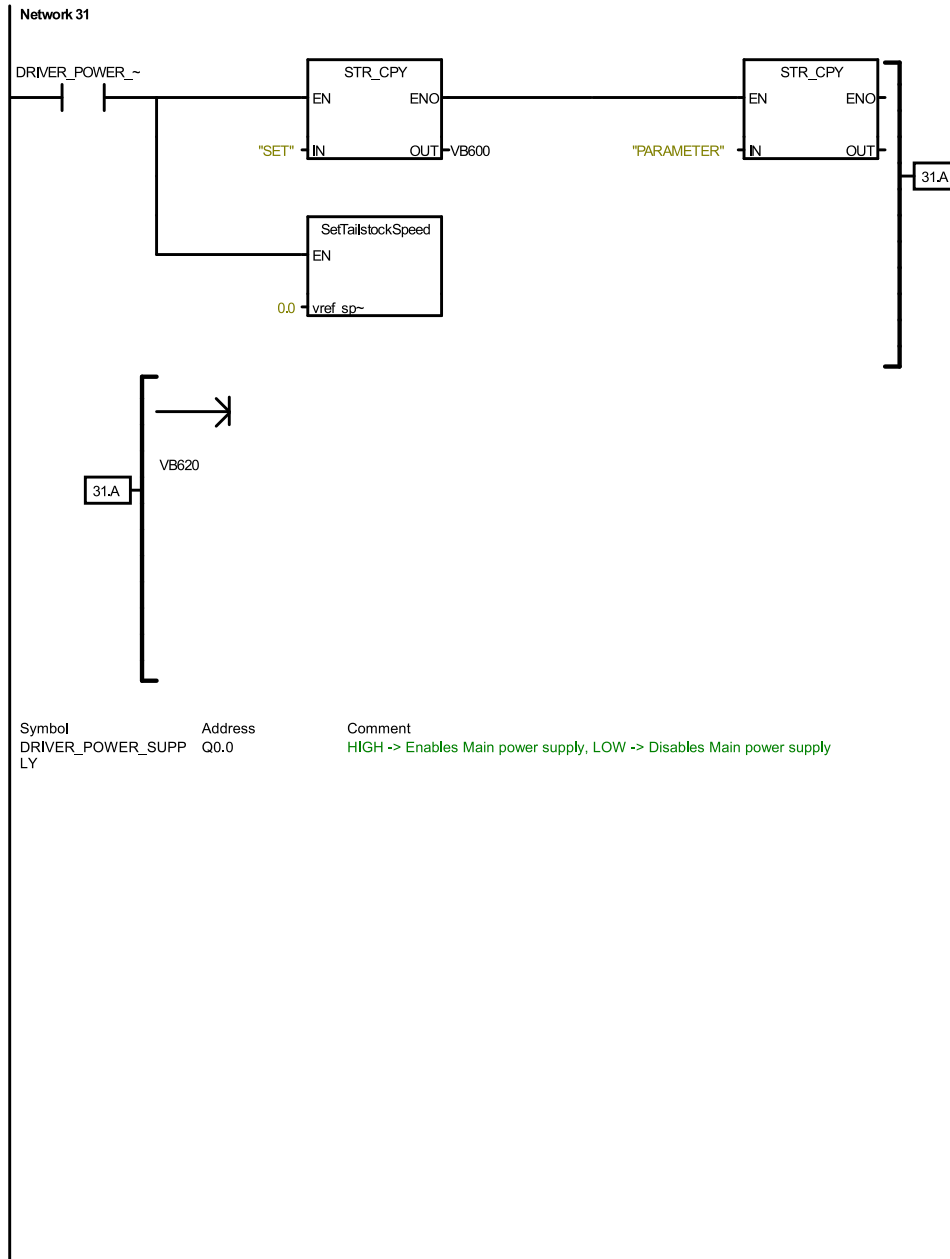 Network 31
DRIVER_POWER_~
STR_CPY
EN ENO
"SET" IN OUT VB600
STR_CPY
EN ENO
"PARAMETER" IN OUT
31.A
SetTailstockSpeed
EN
0.0 vref_sp~
VB620
31.A
Symbol Address Comment
DRIVER_POWER_SUPP Q0.0 HIGH -> Enables Main power supply, LOW -> Disables Main power supply
LY